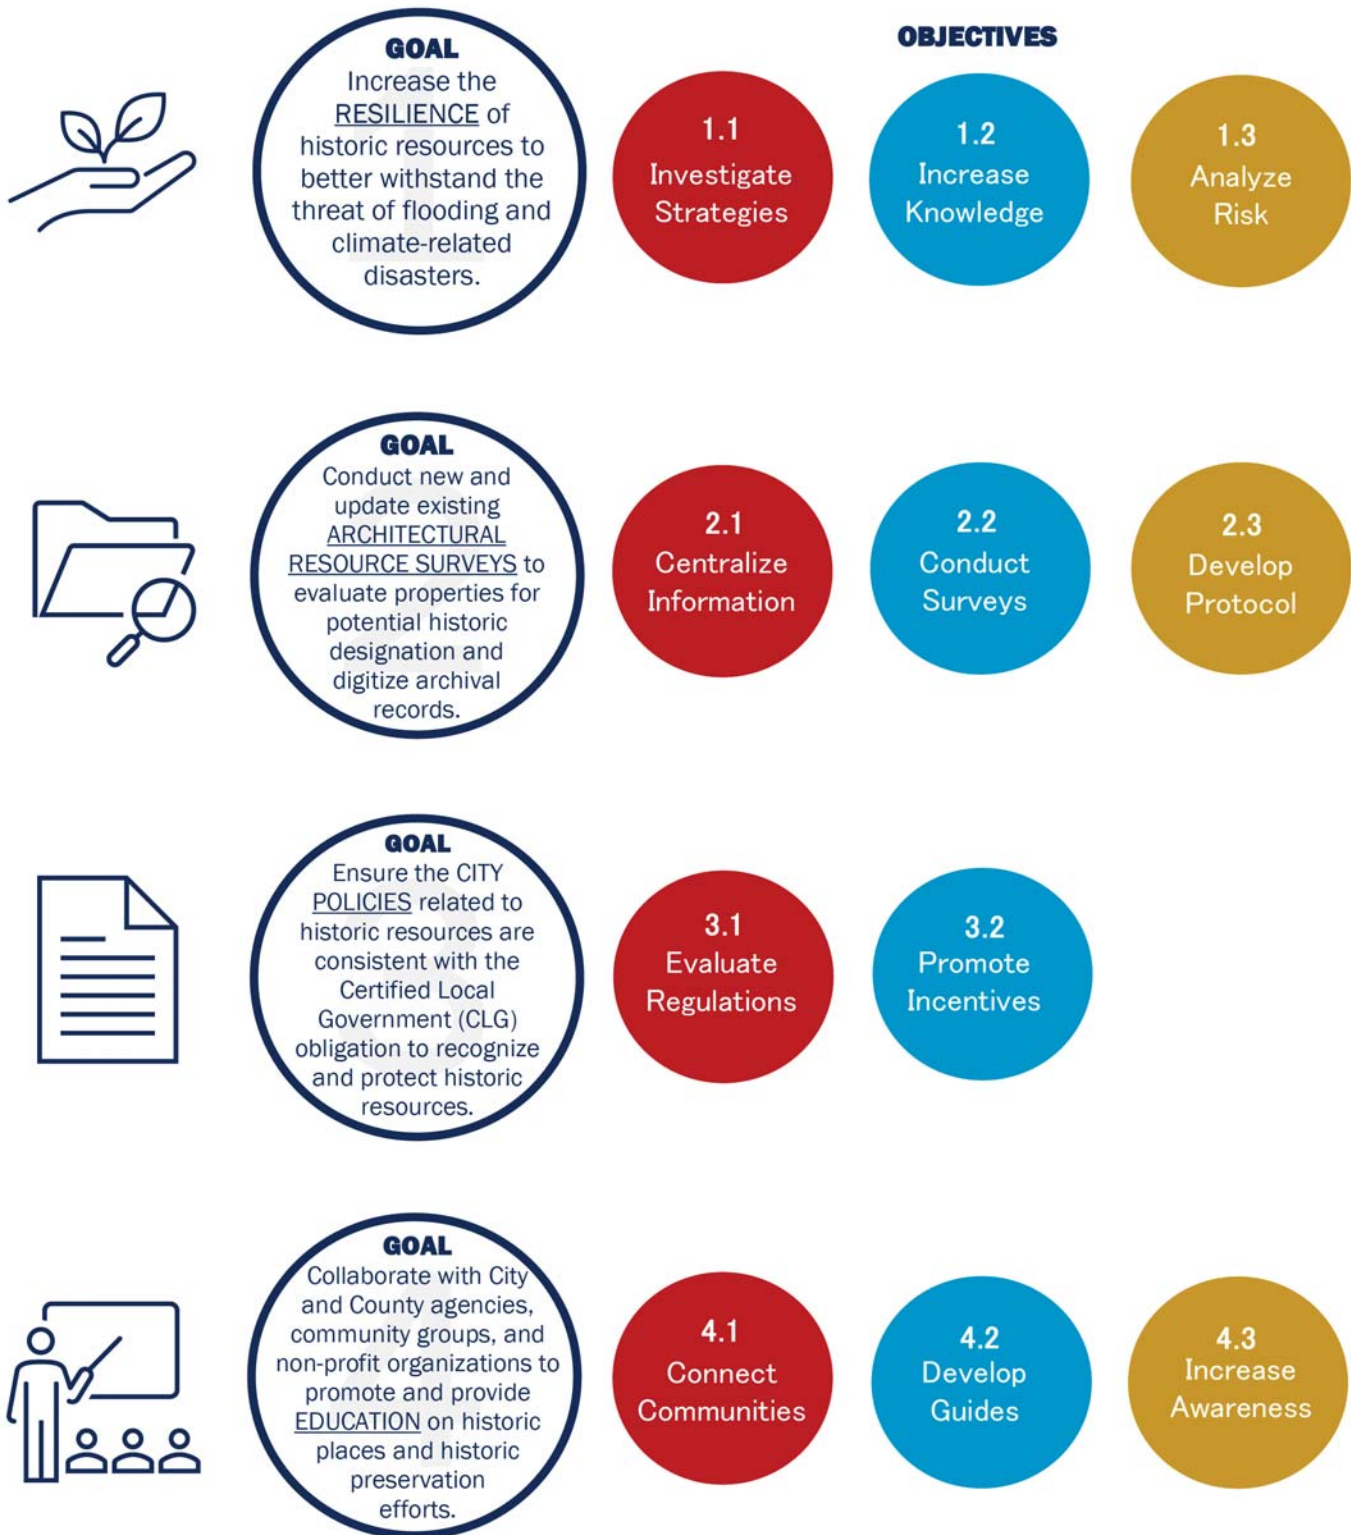 OBJECTIVES
GOAL
1
Increase the
RESILIENCE of
historic resources to
better withstand the
threat of flooding and
climate-related
disasters.
1.1
Investigate
Strategies
1.2
Increase
Knowledge
1.3
Analyze
Risk
GOAL
2
Conduct new and
update existing
ARCHITECTURAL
RESOURCE SURVEYS to
evaluate properties for
potential historic
designation and
digitize archival
records.
2.1
Centralize
Information
2.2
Conduct
Surveys
2.3
Develop
Protocol
GOAL
3
Ensure the CITY
POLICIES related to
historic resources are
consistent with the
Certified Local
Government (CLG)
obligation to recognize
and protect historic
resources.
3.1
Evaluate
Regulations
3.2
Promote
Incentives
GOAL
4
Collaborate with City
and County agencies,
community groups, and
non-profit organizations to
promote and provide
EDUCATION on historic
places and historic
preservation
efforts.
4.1
Connect
Communities
4.2
Develop
Guides
4.3
Increase
Awareness